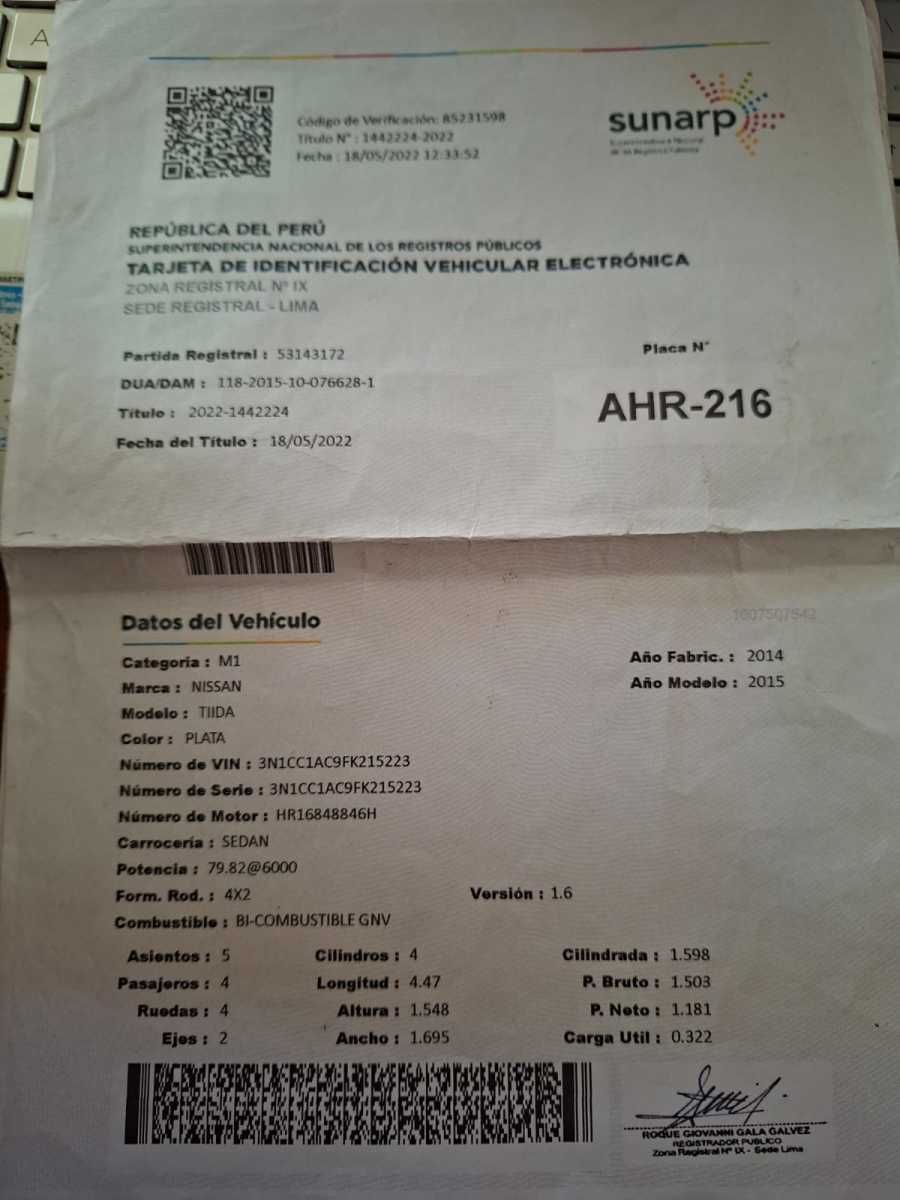 Código de Verificación: 85231598
Título N° : 1442224-2022
Fecha : 18/05/2022 12:33:52
sunarp
Superintendencia Nacional
de los Registros Públicos
REPÚBLICA DEL PERÚ
SUPERINTENDENCIA NACIONAL DE LOS REGISTROS PÚBLICOS
TARJETA DE IDENTIFICACIÓN VEHICULAR ELECTRÓNICA
ZONA REGISTRAL N° IX
SEDE REGISTRAL - LIMA
Partida Registral : 53143172
DUA/DAM : 118-2015-10-076628-1
Título : 2022-1442224
Fecha del Título : 18/05/2022
Placa N°
AHR-216
Datos del Vehículo
1007507542
Categoría : M1
Año Fabric. : 2014
Marca : NISSAN
Año Modelo : 2015
Modelo : TIIDA
Color : PLATA
Número de VIN : 3N1CC1AC9FK215223
Número de Serie : 3N1CC1AC9FK215223
Número de Motor : HR16848846H
Carrocería : SEDAN
Potencia : 79.82@6000
Form. Rod. : 4X2 Versión : 1.6
Combustible : BI-COMBUSTIBLE GNV
Asientos : 5 Cilindros : 4 Cilindrada : 1.598
Pasajeros : 4 Longitud : 4.47 P. Bruto : 1.503
Ruedas : 4 Altura : 1.548 P. Neto : 1.181
Ejes : 2 Ancho : 1.695 Carga Util : 0.322
ROQUE GIOVANNI GALA GALVEZ
REGISTRADOR PUBLICO
Zona Registral N° IX - Sede Lima